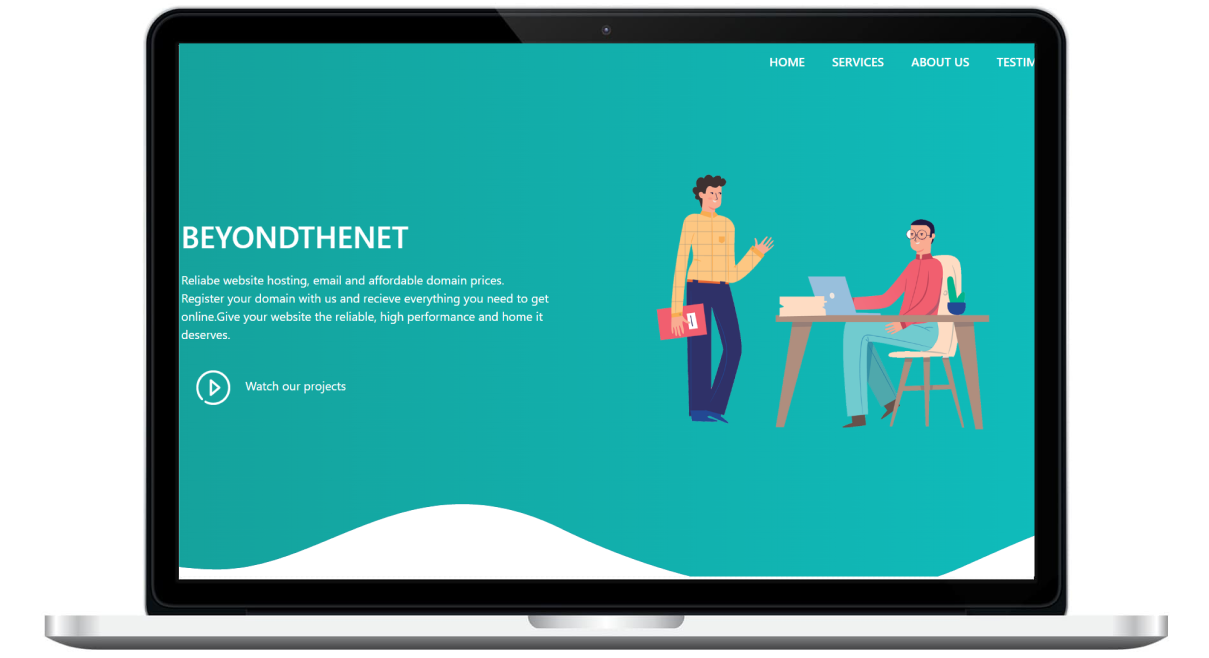 HOME SERVICES ABOUT US TESTIM
BEYONDTHENET
Reliabe website hosting, email and affordable domain prices.
Register your domain with us and recieve everything you need to get
online.Give your website the reliable, high performance and home it
deserves.
Watch our projects